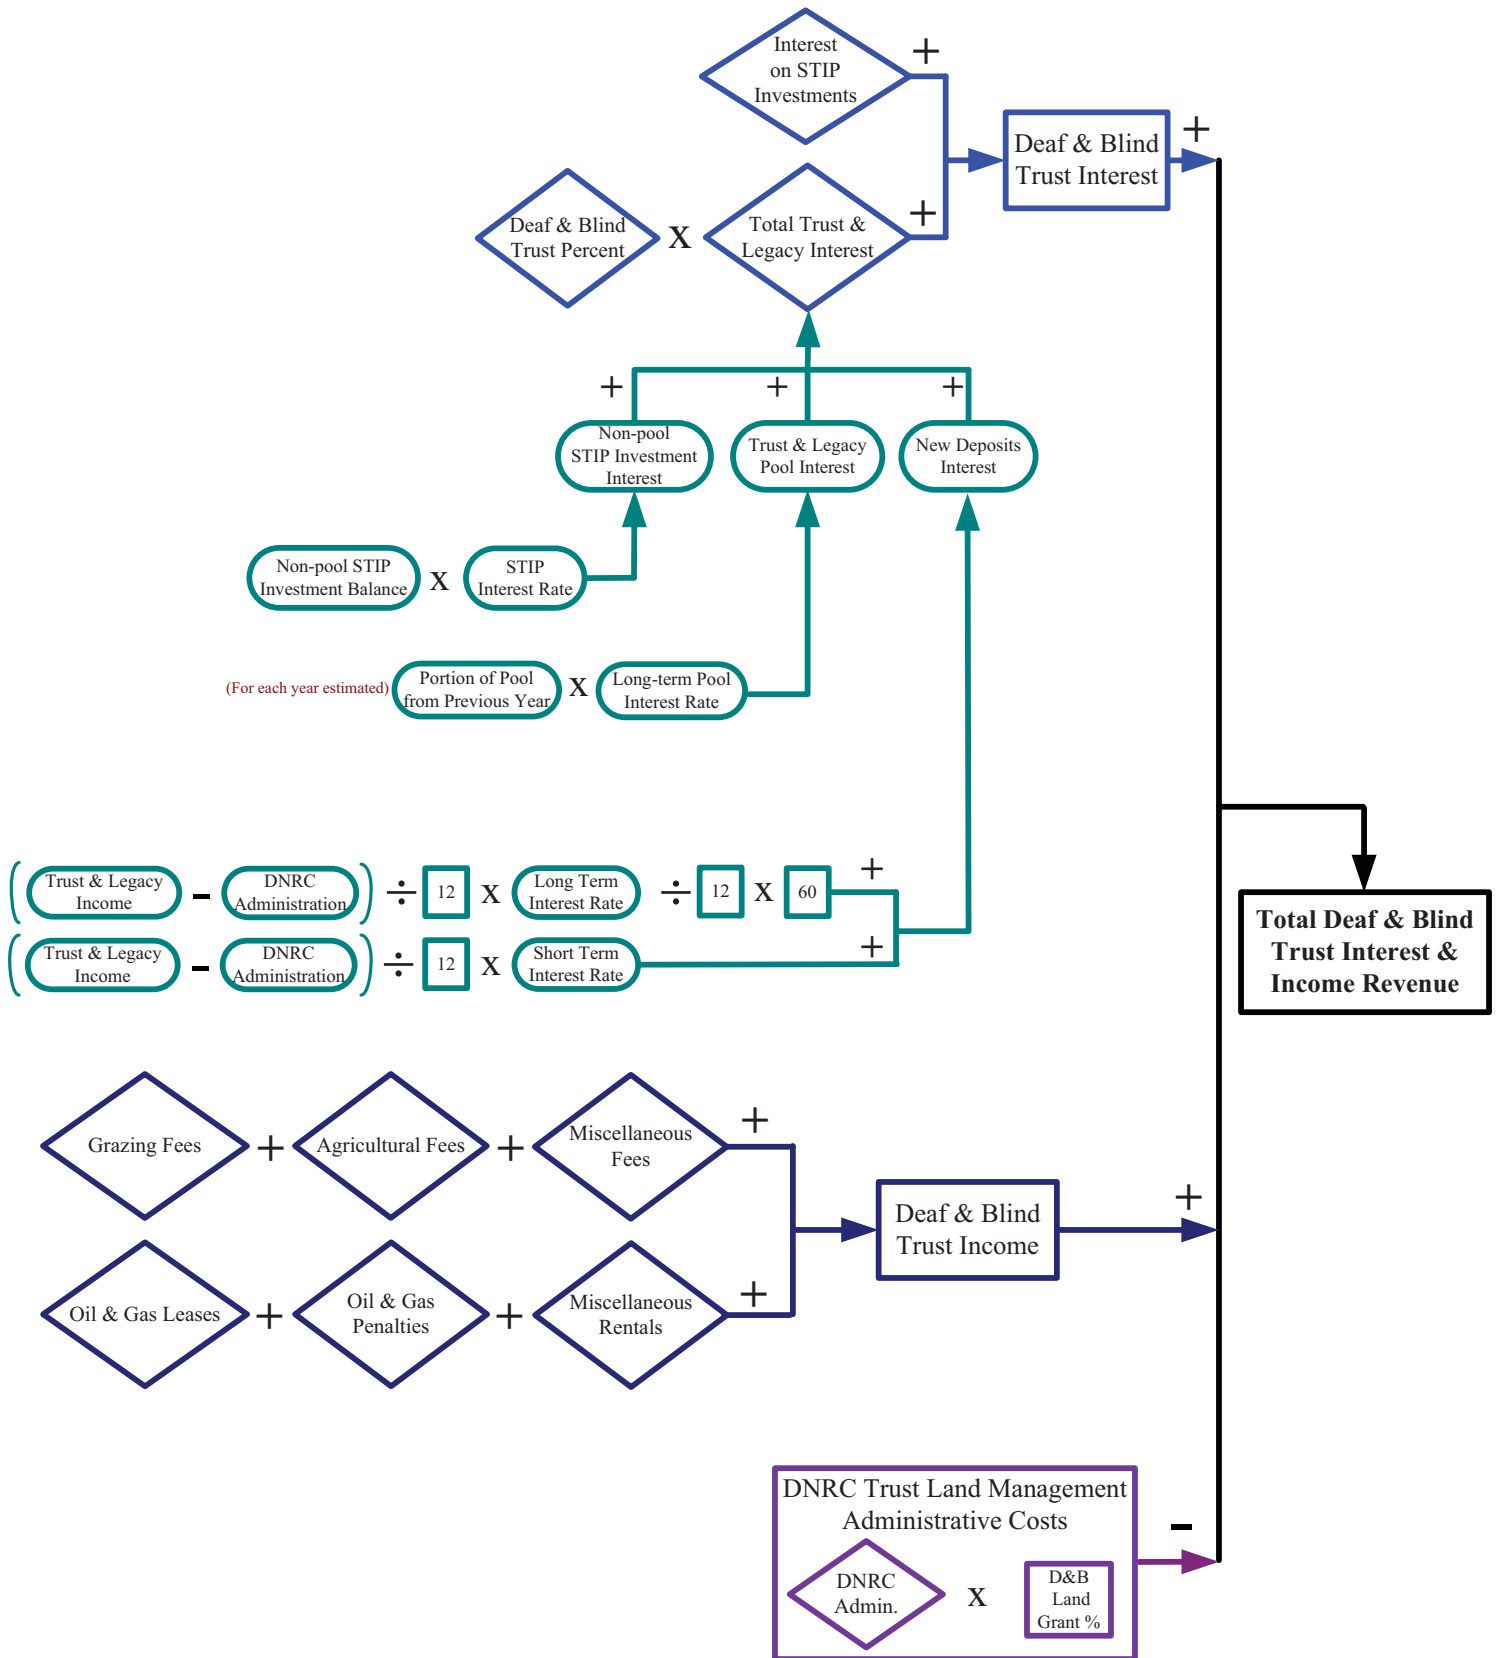 Interest
on STIP
Investments
+
Deaf & Blind
Trust Interest
+
Deaf & Blind
Trust Percent
X
Total Trust &
Legacy Interest
+
+
+
+
Non-pool
STIP Investment
Interest
Trust & Legacy
Pool Interest
New Deposits
Interest
Non-pool STIP
Investment Balance
X
STIP
Interest Rate
(For each year estimated)
Portion of Pool
from Previous Year
X
Long-term Pool
Interest Rate
( Trust & Legacy
Income
-
DNRC
Administration
) ÷ 12 X
Long Term
Interest Rate
÷ 12 X 60 +
( Trust & Legacy
Income
-
DNRC
Administration
) ÷ 12 X
Short Term
Interest Rate
+
Total Deaf & Blind
Trust Interest &
Income Revenue
Grazing Fees + Agricultural Fees +
Miscellaneous
Fees
+
Deaf & Blind
Trust Income
+
Oil & Gas Leases +
Oil & Gas
Penalties
+
Miscellaneous
Rentals
+
DNRC Trust Land Management
Administrative Costs
-
DNRC
Admin.
X
D&B
Land
Grant %